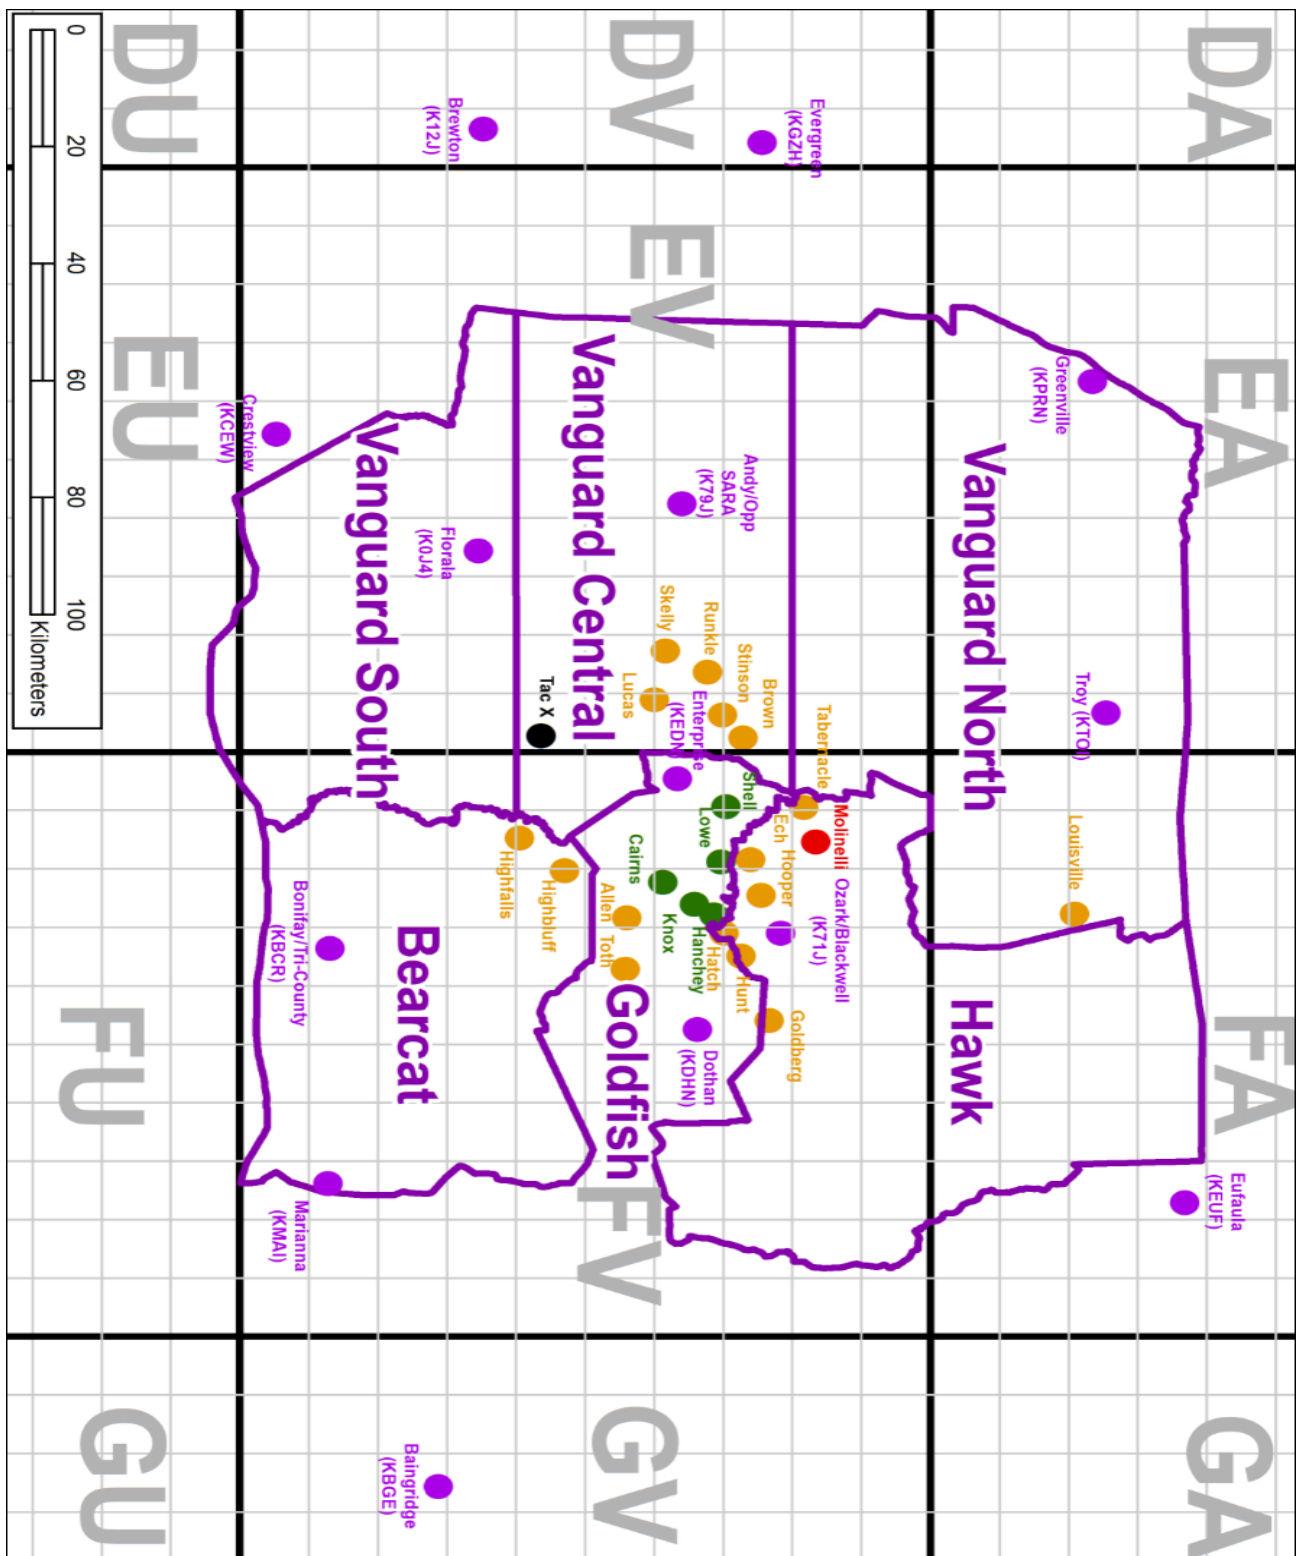 DA
EA
FA
GA
DV
EV
FV
GV
DU
EU
FU
GU
Vanguard North
Hawk
Vanguard Central
Goldfish
Vanguard South
Bearcat
Greenville
(KPRN)
Troy (KTOI)
Louisville
Eufaula
(KEUF)
Evergreen
(KGZH)
Tabernacle
Molinelli
Ozark/Blackwell
(K71J)
Ech
Hooper
Goldberg
Hunt
Hatch
Brown
Stinson
Runkle
Skelly
Lucas
Andy/Opp
SARA
(K79J)
Enterprise
(KEDN)
Shell
Lowe
Cairns
Knox
Hanchey
Dothan
(KDHN)
Allen
Toth
Tac X
Highbluff
Highfalls
Brewton
(K12J)
Florala
(K0J4)
Crestview
(KCEW)
Bonifay/Tri-County
(KBCR)
Marianna
(KMAI)
Baingridge
(KBGE)
0
20
40
60
80
100
Kilometers